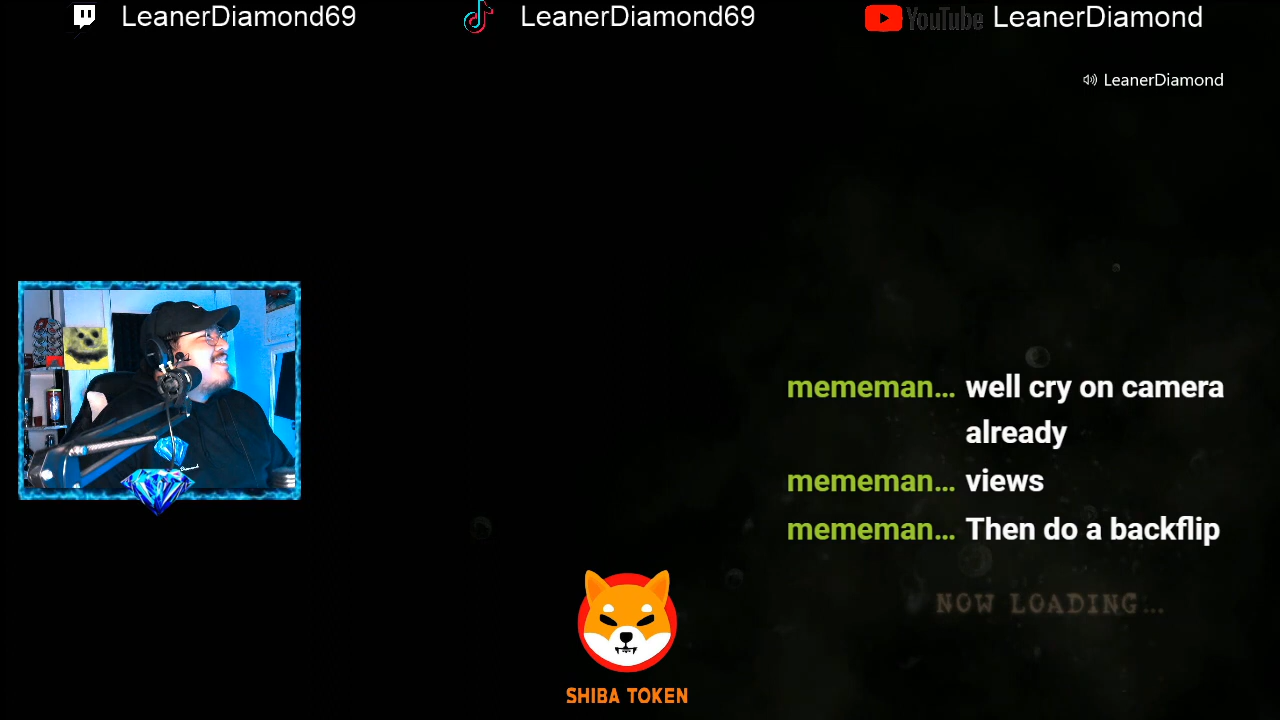 LeanerDiamond69
LeanerDiamond69
YouTube LeanerDiamond
LeanerDiamond
mememan... well cry on camera
already
mememan... views
mememan... Then do a backflip
NOW LOADING...
SHIBA TOKEN